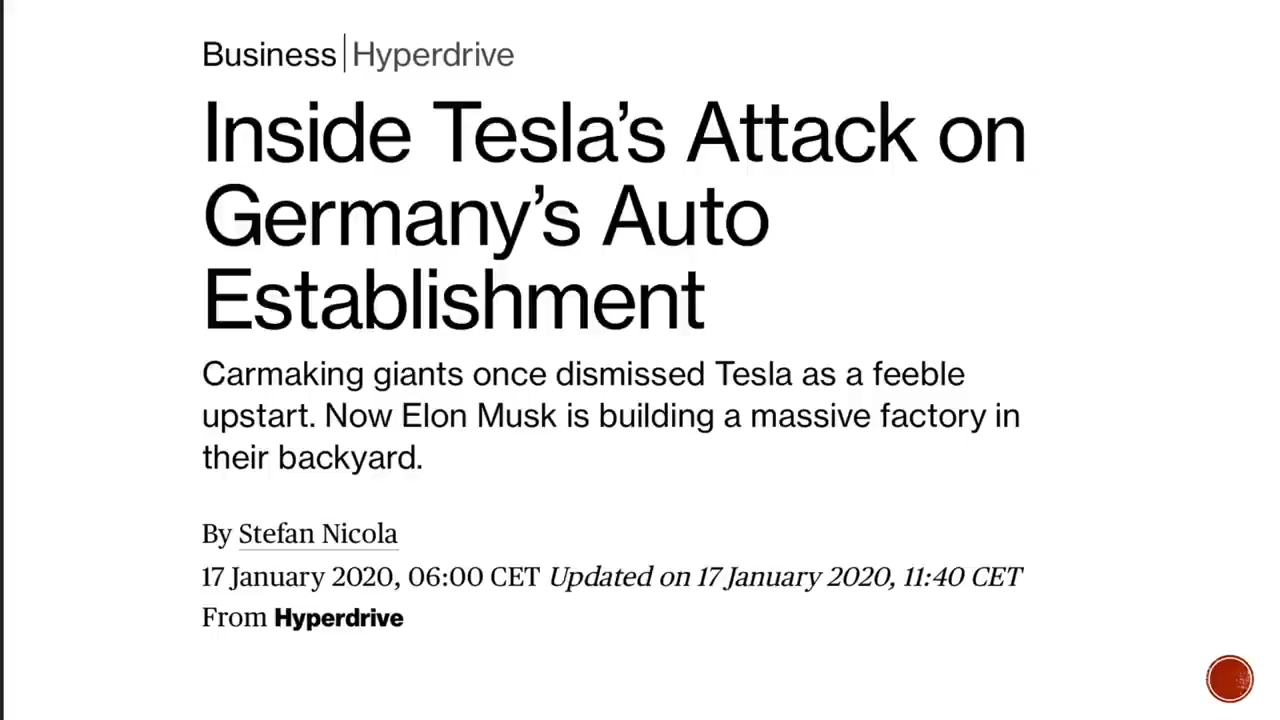 Business|Hyperdrive
Inside Tesla’s Attack on
Germany’s Auto
Establishment
Carmaking giants once dismissed Tesla as a feeble
upstart. Now Elon Musk is building a massive factory in
their backyard.
By Stefan Nicola
17 January 2020, 06:00 CET Updated on 17 January 2020, 11:40 CET
From Hyperdrive